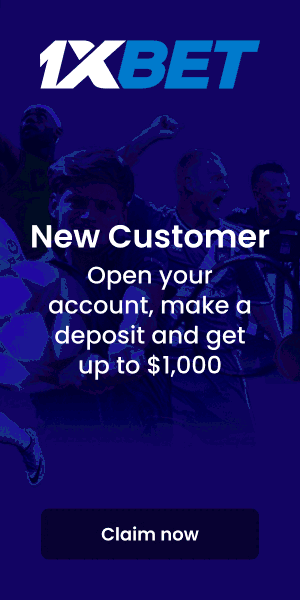 1XBET
New Customer
Open your
account, make a
deposit and get
up to $1,000
Claim now